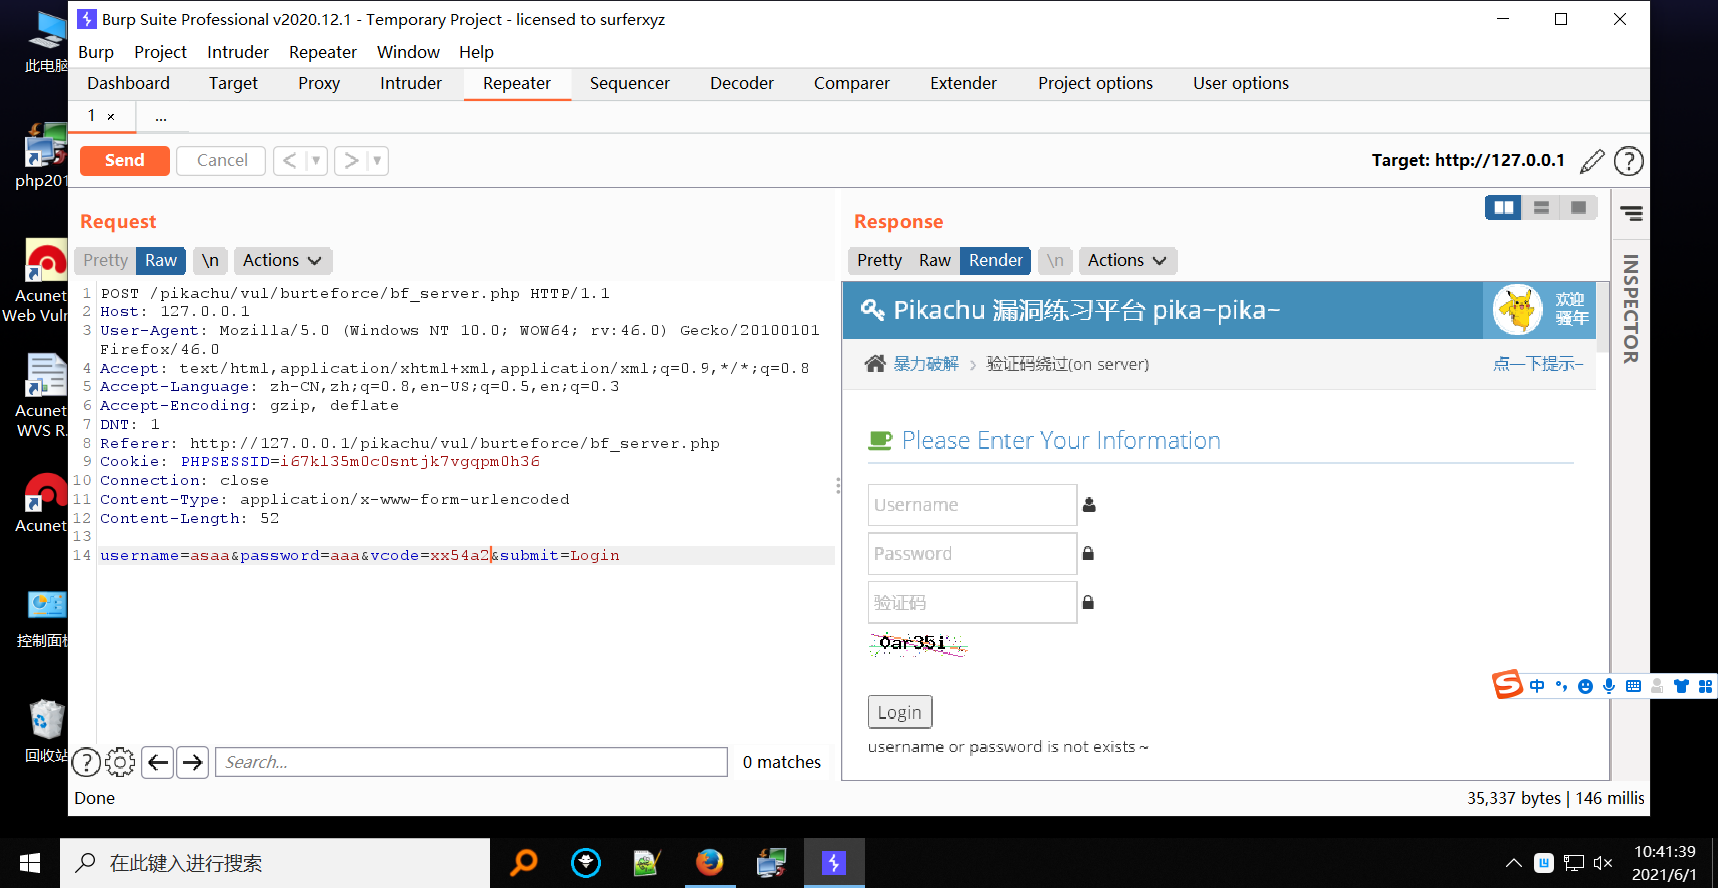 此电脑
php201
Acunet
Web Vuln
Acunet
WVS R.
Acunet
控制面板
回收站
Burp Suite Professional v2020.12.1 - Temporary Project - licensed to surferxyz
Burp Project Intruder Repeater Window Help
Dashboard Target Proxy Intruder Repeater Sequencer Decoder Comparer Extender Project options User options
1 × ...
Send Cancel < > Target: http://127.0.0.1
Request
Pretty Raw \n Actions
1 POST /pikachu/vul/burteforce/bf_server.php HTTP/1.1
2 Host: 127.0.0.1
3 User-Agent: Mozilla/5.0 (Windows NT 10.0; WOW64; rv:46.0) Gecko/20100101
Firefox/46.0
4 Accept: text/html,application/xhtml+xml,application/xml;q=0.9,*/*;q=0.8
5 Accept-Language: zh-CN,zh;q=0.8,en-US;q=0.5,en;q=0.3
6 Accept-Encoding: gzip, deflate
7 DNT: 1
8 Referer: http://127.0.0.1/pikachu/vul/burteforce/bf_server.php
9 Cookie: PHPSESSID=i67kl35m0c0sntjk7vgqpm0h36
10 Connection: close
11 Content-Type: application/x-www-form-urlencoded
12 Content-Length: 52
13
14 username=asaa&password=aaa&vcode=xx54a2&submit=Login
Search...
0 matches
Response
Pretty Raw Render \n Actions
Pikachu 漏洞练习平台 pika~pika~
欢迎
骚年
暴力破解 > 验证码绕过(on server) 点一下提示~
Please Enter Your Information
Username
Password
验证码
0ar35i
Login
username or password is not exists～
INSPECTOR
中
Done
35,337 bytes | 146 millis
在此键入进行搜索
10:41:39
2021/6/1